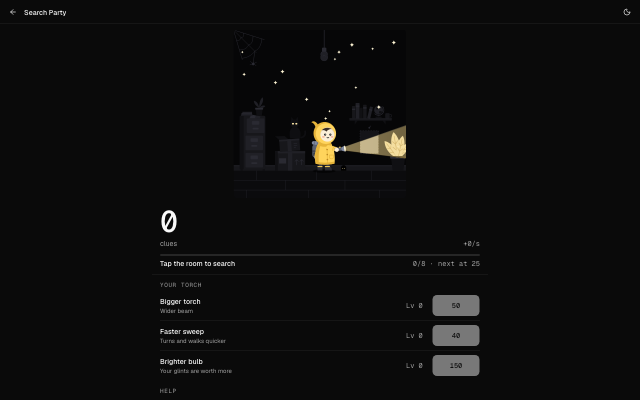 Search Party
0
clues
+0/s
Tap the room to search
0/8 · next at 25
YOUR TORCH
Bigger torch
Wider beam
Lv 0
50
Faster sweep
Turns and walks quicker
Lv 0
40
Brighter bulb
Your glints are worth more
Lv 0
150
HELP